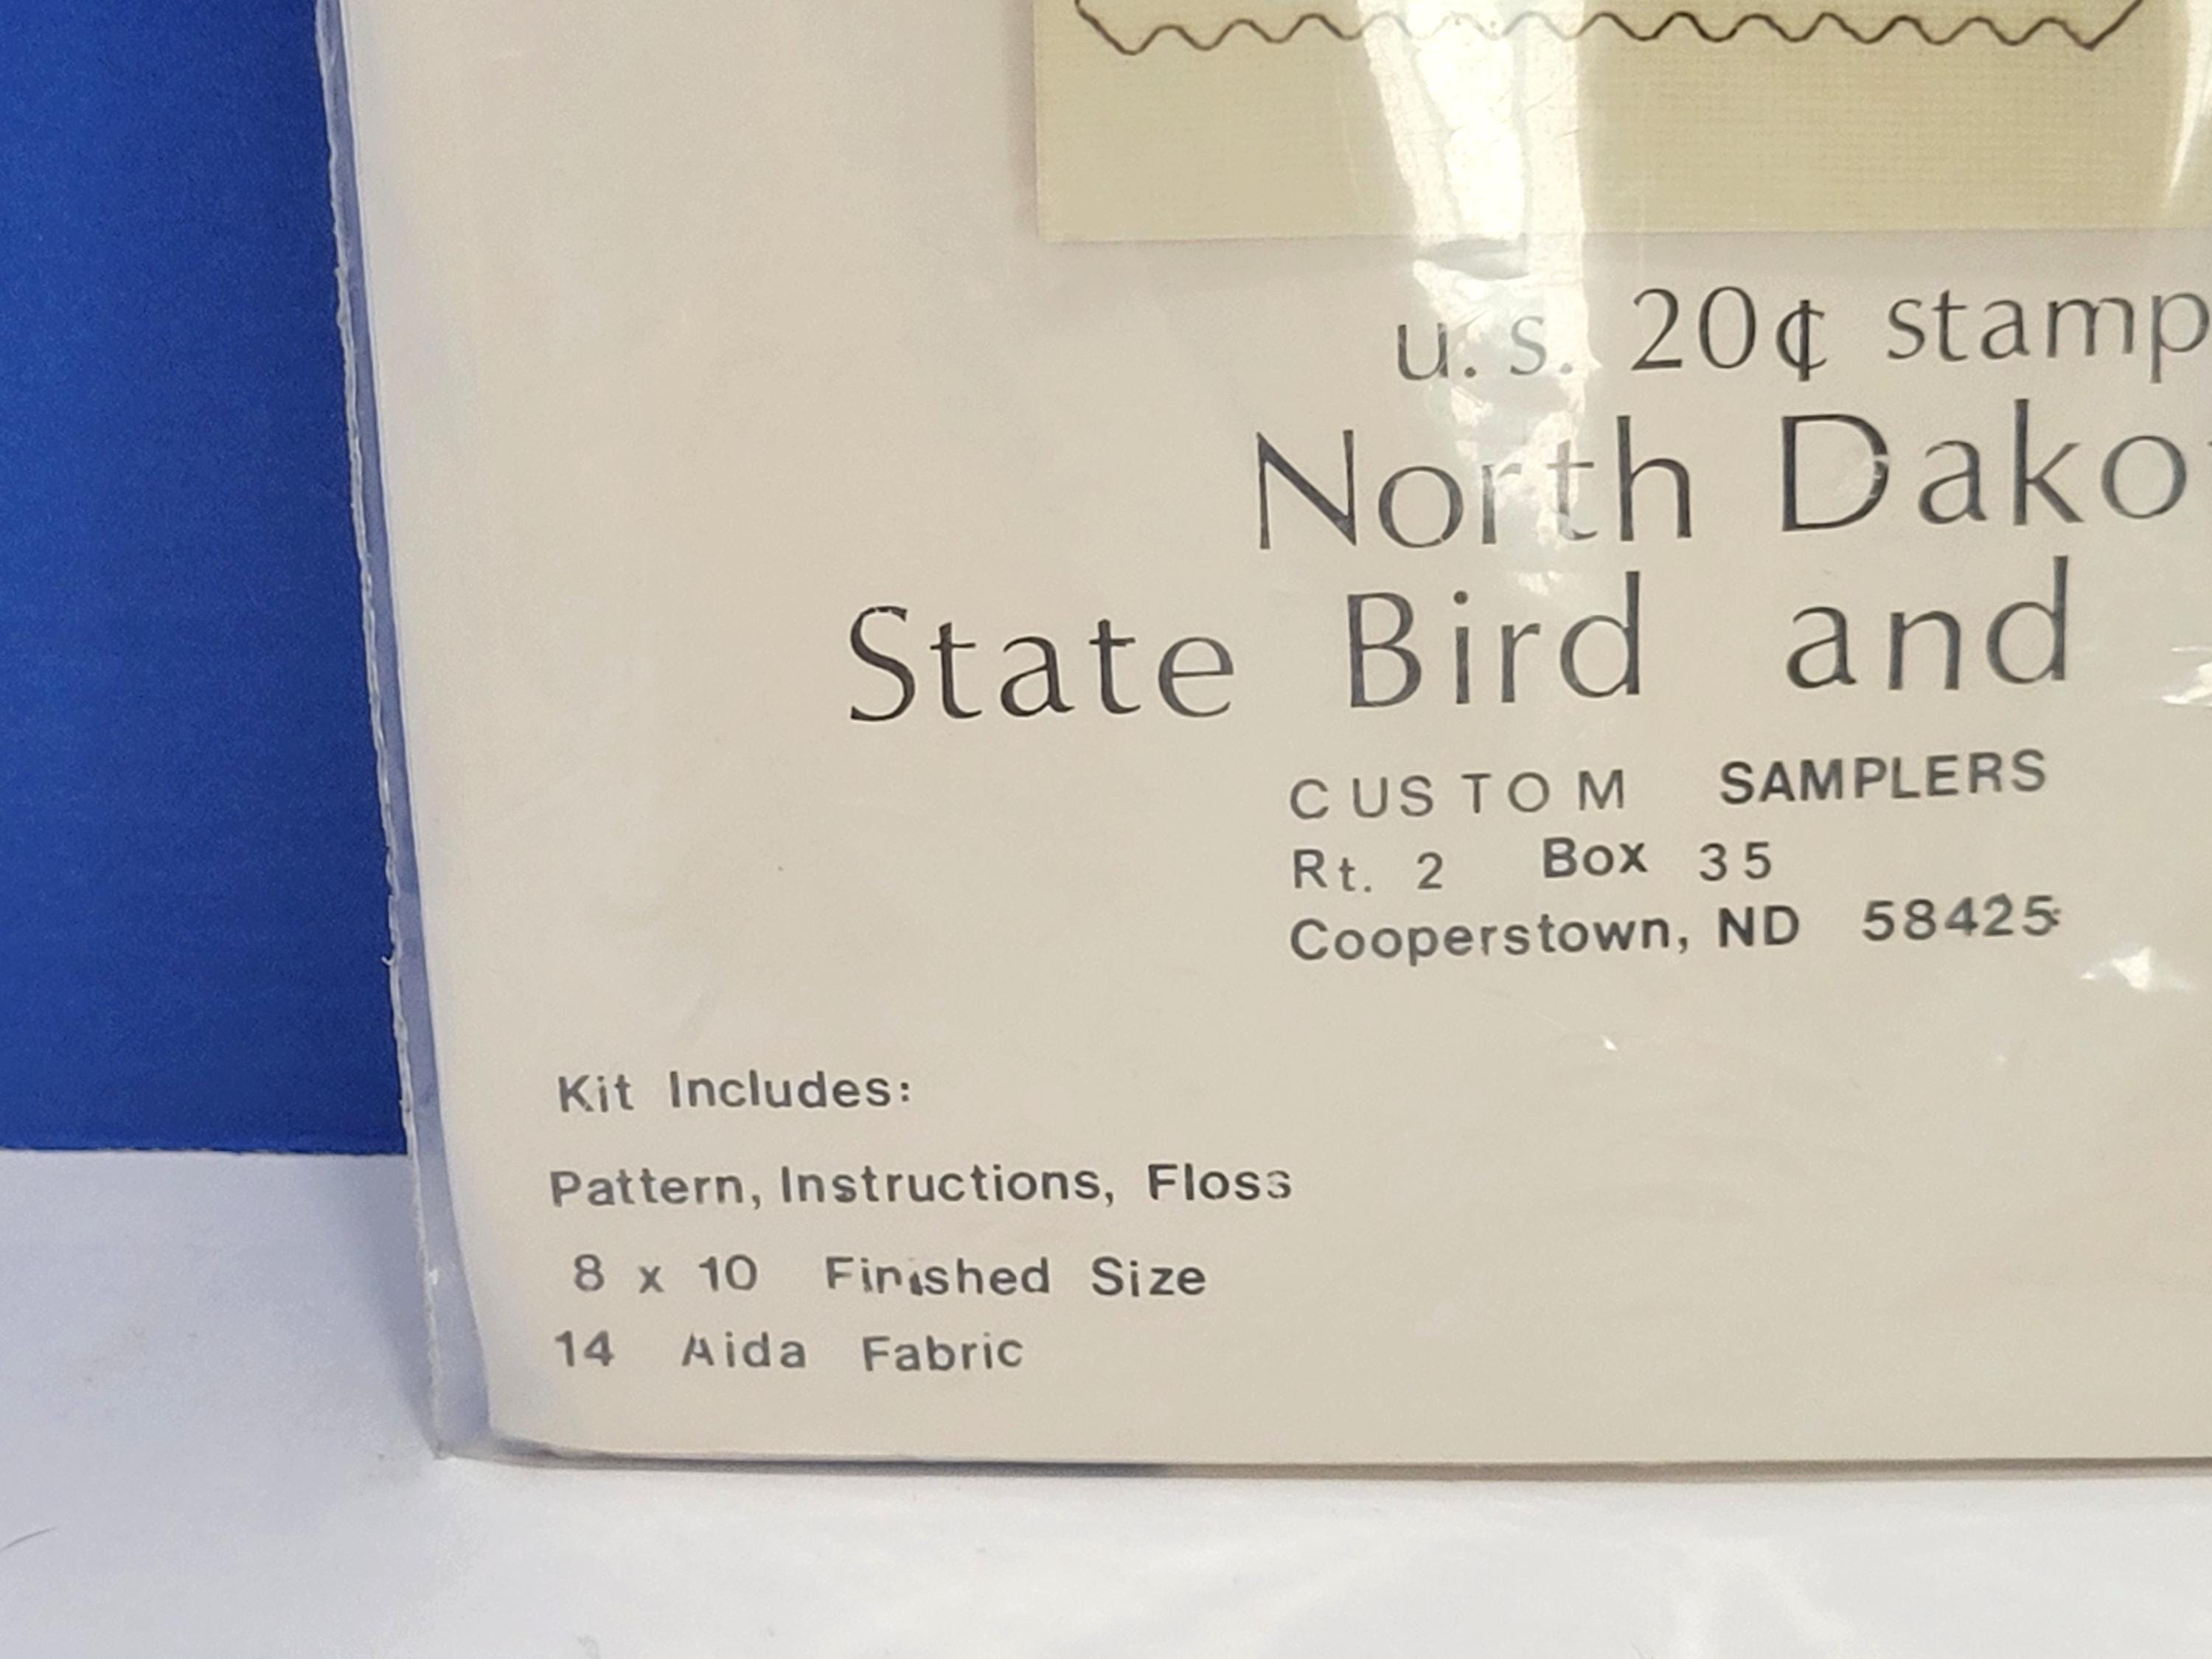 u.s. 20¢ stamp
North Dako
State Bird and
CUSTOM SAMPLERS
Rt. 2 Box 35
Cooperstown, ND 58425
Kit Includes:
Pattern, Instructions, Floss
8 x 10 Finished Size
14 Aida Fabric